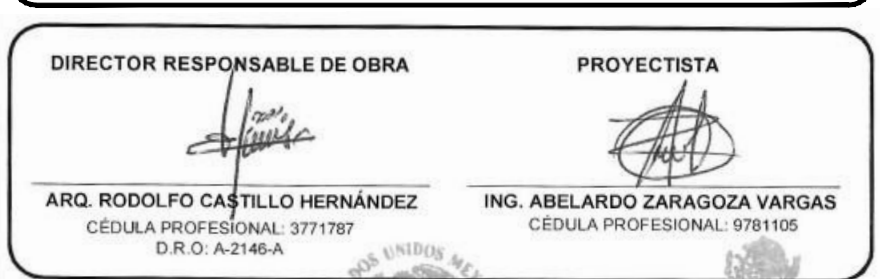 DIRECTOR RESPONSABLE DE OBRA
ARQ. RODOLFO CASTILLO HERNÁNDEZ
CÉDULA PROFESIONAL: 3771787
D.R.O: A-2146-A
PROYECTISTA
ING. ABELARDO ZARAGOZA VARGAS
CÉDULA PROFESIONAL: 9781105
UNIDOS